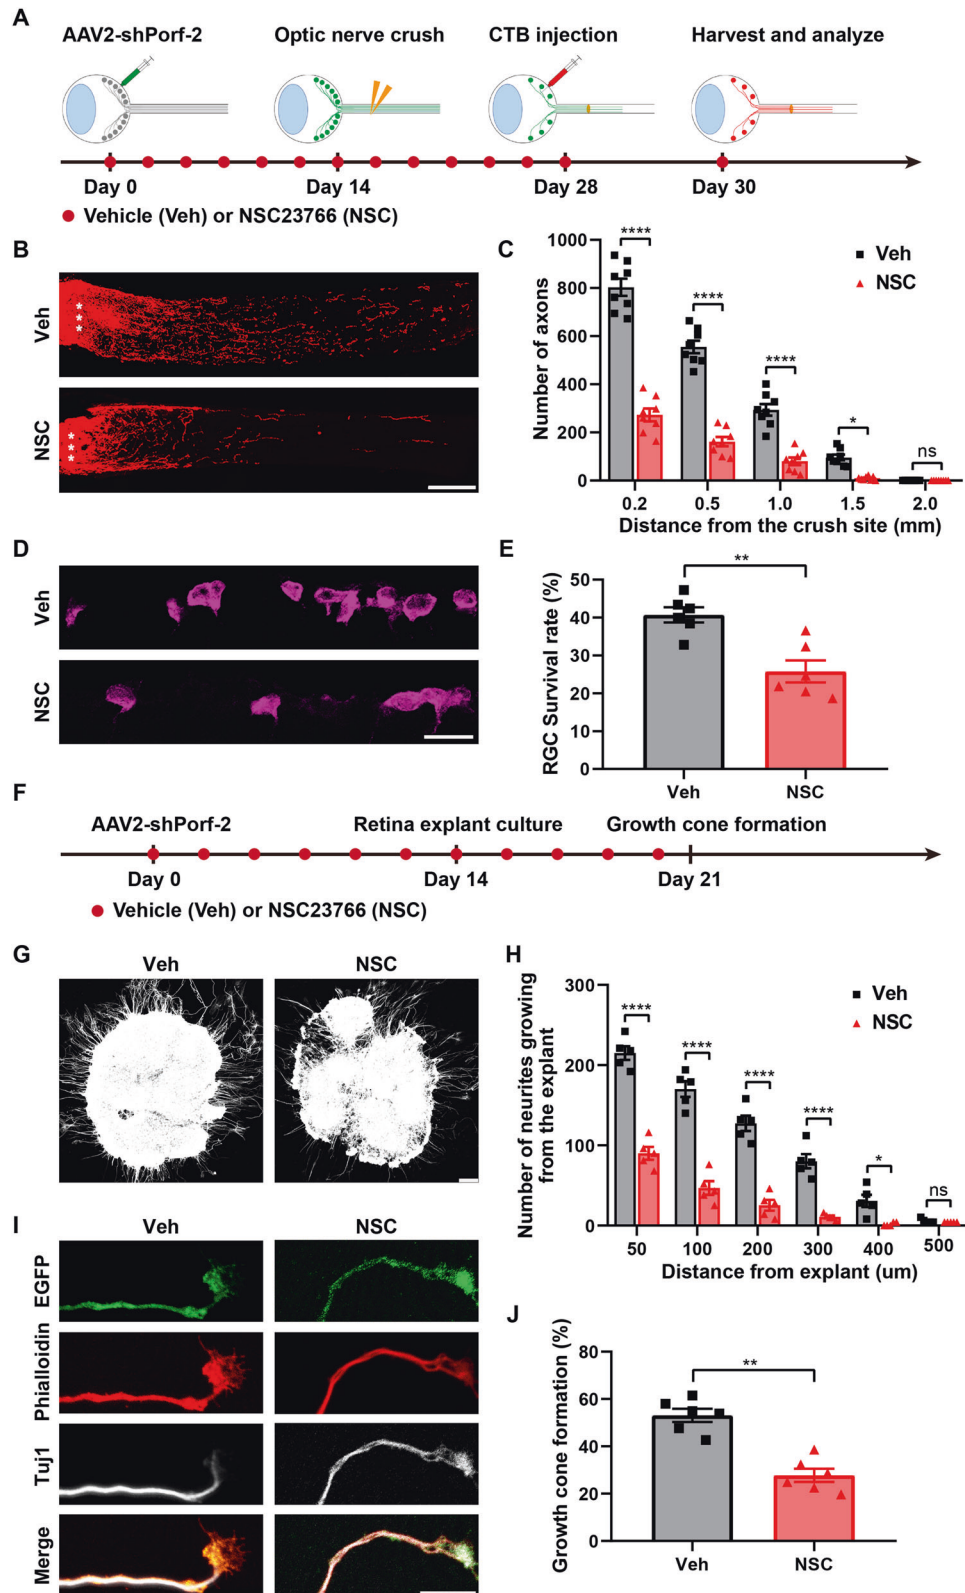 A
AAV2-shPorf-2 Optic nerve crush CTB injection Harvest and analyze
Day 0 Day 14 Day 28 Day 30
Vehicle (Veh) or NSC23766 (NSC)
B
Veh
***
NSC
***
C
Number of axons
1000
800
600
400
200
0
**** **** **** * ns
Veh
NSC
0.2 0.5 1.0 1.5 2.0
Distance from the crush site (mm)
D
Veh
NSC
E
RGC Survival rate (%)
50
40
30
20
10
0
**
Veh NSC
F
AAV2-shPorf-2 Retina explant culture Growth cone formation
Day 0 Day 14 Day 21
Vehicle (Veh) or NSC23766 (NSC)
G
Veh NSC
H
Number of neurites growing
from the explant
300
200
100
0
**** **** **** **** * ns
Veh
NSC
50 100 200 300 400 500
Distance from explant (um)
I
Veh NSC
EGFP
Phialloidin
Tuj1
Merge
J
Growth cone formation (%)
80
60
40
20
0
**
Veh NSC